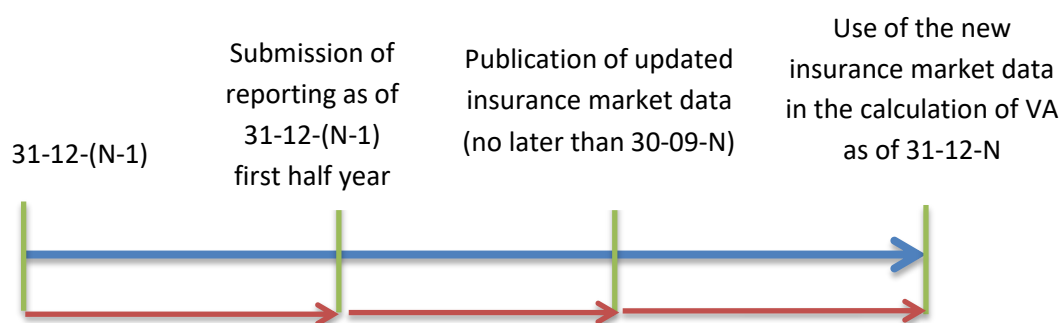 31-12-(N-1)
Submission of
reporting as of
31-12-(N-1)
first half year
Publication of updated
insurance market data
(no later than 30-09-N)
Use of the new
insurance market data
in the calculation of VA
as of 31-12-N